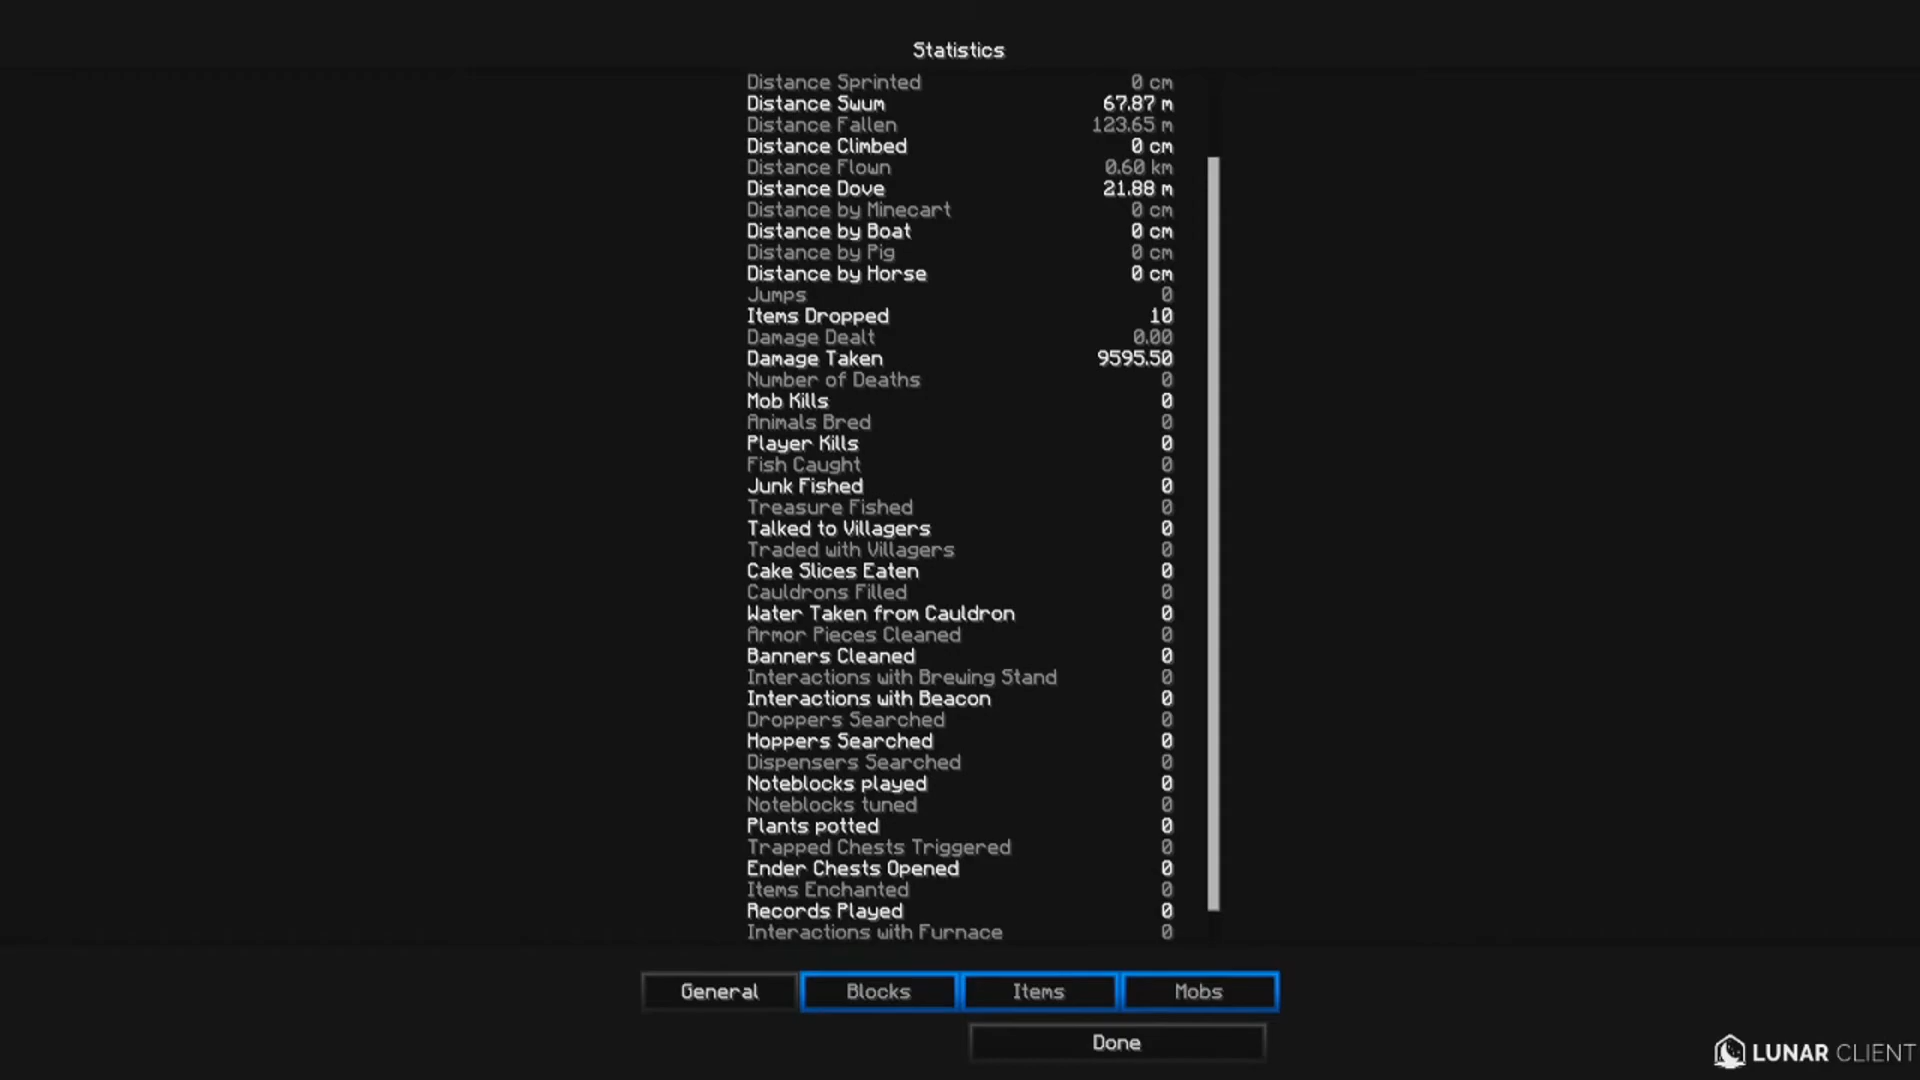 Statistics
Distance Sprinted 0 cm
Distance Swum 67.87 m
Distance Fallen 123.65 m
Distance Climbed 0 cm
Distance Flown 0.60 km
Distance Dove 21.88 m
Distance by Minecart 0 cm
Distance by Boat 0 cm
Distance by Pig 0 cm
Distance by Horse 0 cm
Jumps 0
Items Dropped 10
Damage Dealt 0.00
Damage Taken 9595.50
Number of Deaths 0
Mob Kills 0
Animals Bred 0
Player Kills 0
Fish Caught 0
Junk Fished 0
Treasure Fished 0
Talked to Villagers 0
Traded with Villagers 0
Cake Slices Eaten 0
Cauldrons Filled 0
Water Taken from Cauldron 0
Armor Pieces Cleaned 0
Banners Cleaned 0
Interactions with Brewing Stand 0
Interactions with Beacon 0
Droppers Searched 0
Hoppers Searched 0
Dispensers Searched 0
Noteblocks played 0
Noteblocks tuned 0
Plants potted 0
Trapped Chests Triggered 0
Ender Chests Opened 0
Items Enchanted 0
Records Played 0
Interactions with Furnace 0
General Blocks Items Mobs
Done
LUNAR CLIENT